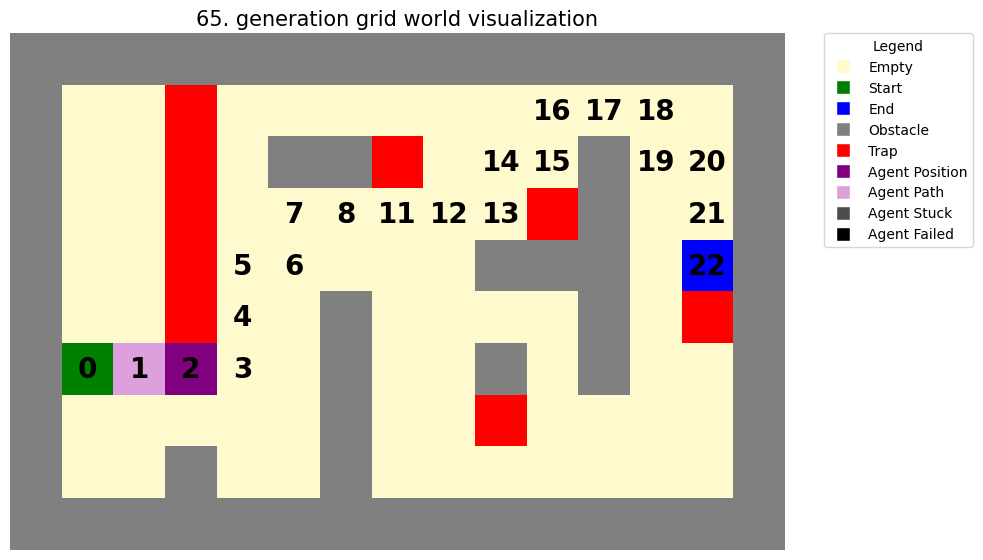 65. generation grid world visualization
Legend
Empty
Start
End
Obstacle
Trap
Agent Position
Agent Path
Agent Stuck
Agent Failed
16 17 18
14 15 19 20
7 8 11 12 13 21
5 6 22
4
0 1 2 3